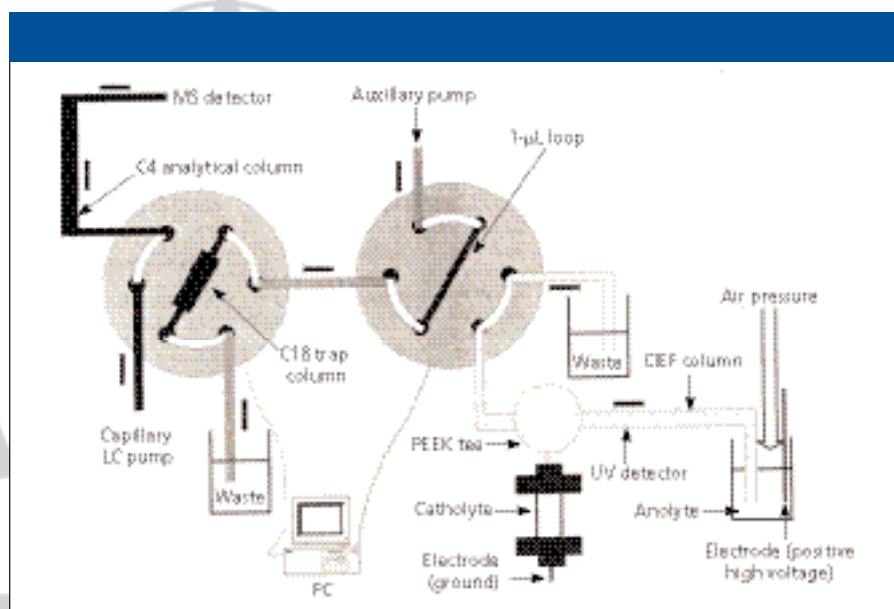 MS detector
Auxillary pump
1-µL loop
C4 analytical column
Air pressure
C18 trap
column
Waste
CIEF column
Capillary
LC pump
PEEK tee
UV detector
Waste
Catholyte
Anolyte
Electrode
(ground)
Electrode (positive
high voltage)
PC